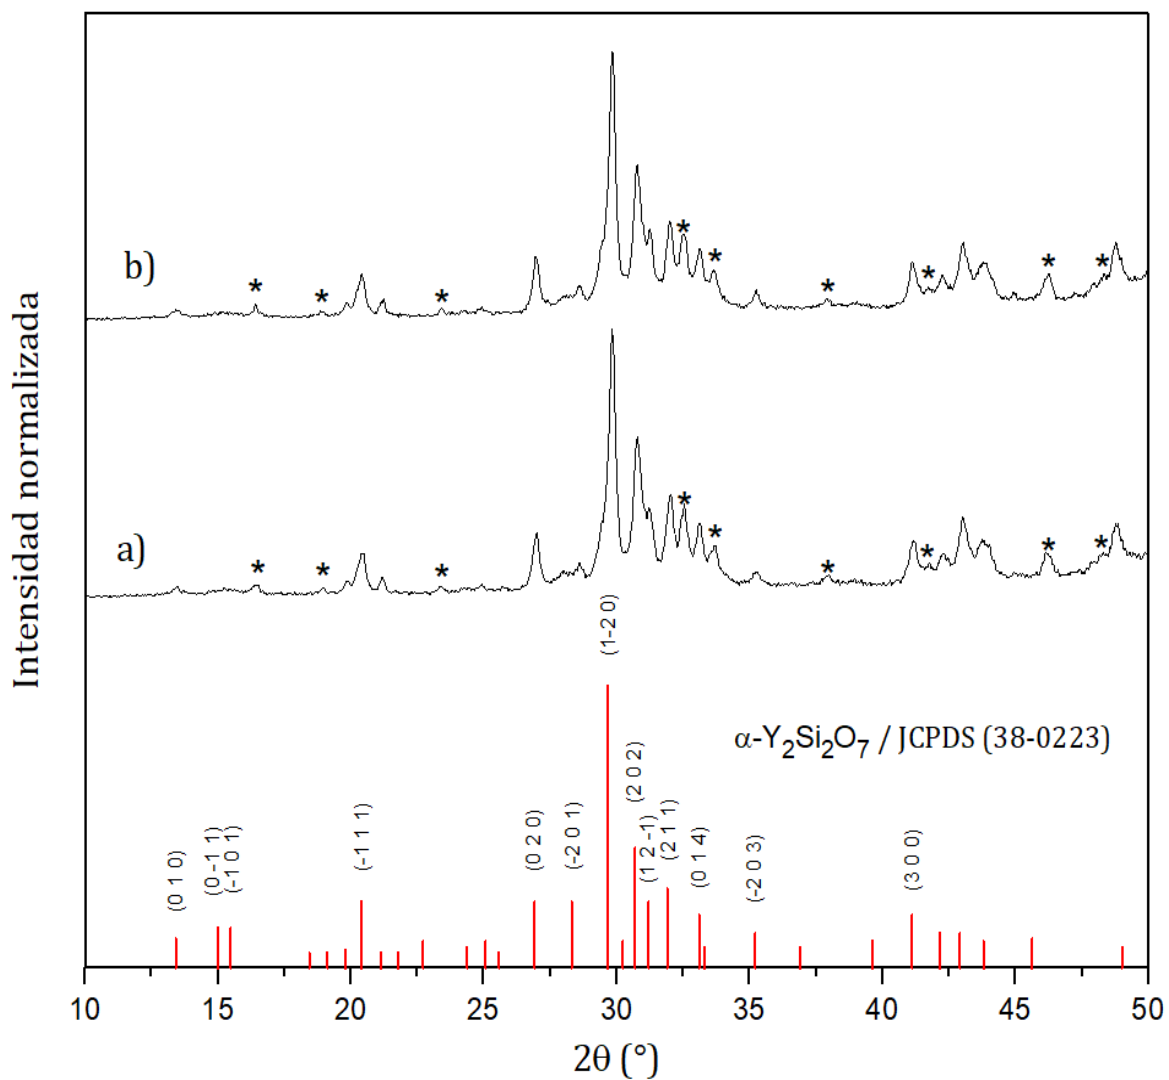 b)
* * * * * * * * *
a)
* * * * * * * * *
Intensidad normalizada
(1-2 0)
α-Y2Si2O7 / JCPDS (38-0223)
(0 1 0)
(0 -1 1)
(-1 0 1)
(-1 1 1)
(0 2 0)
(-2 0 1)
(2 0 2)
(1 2 -1)
(2 1 1)
(0 1 4)
(-2 0 3)
(3 0 0)
10 15 20 25 30 35 40 45 50
2θ (°)